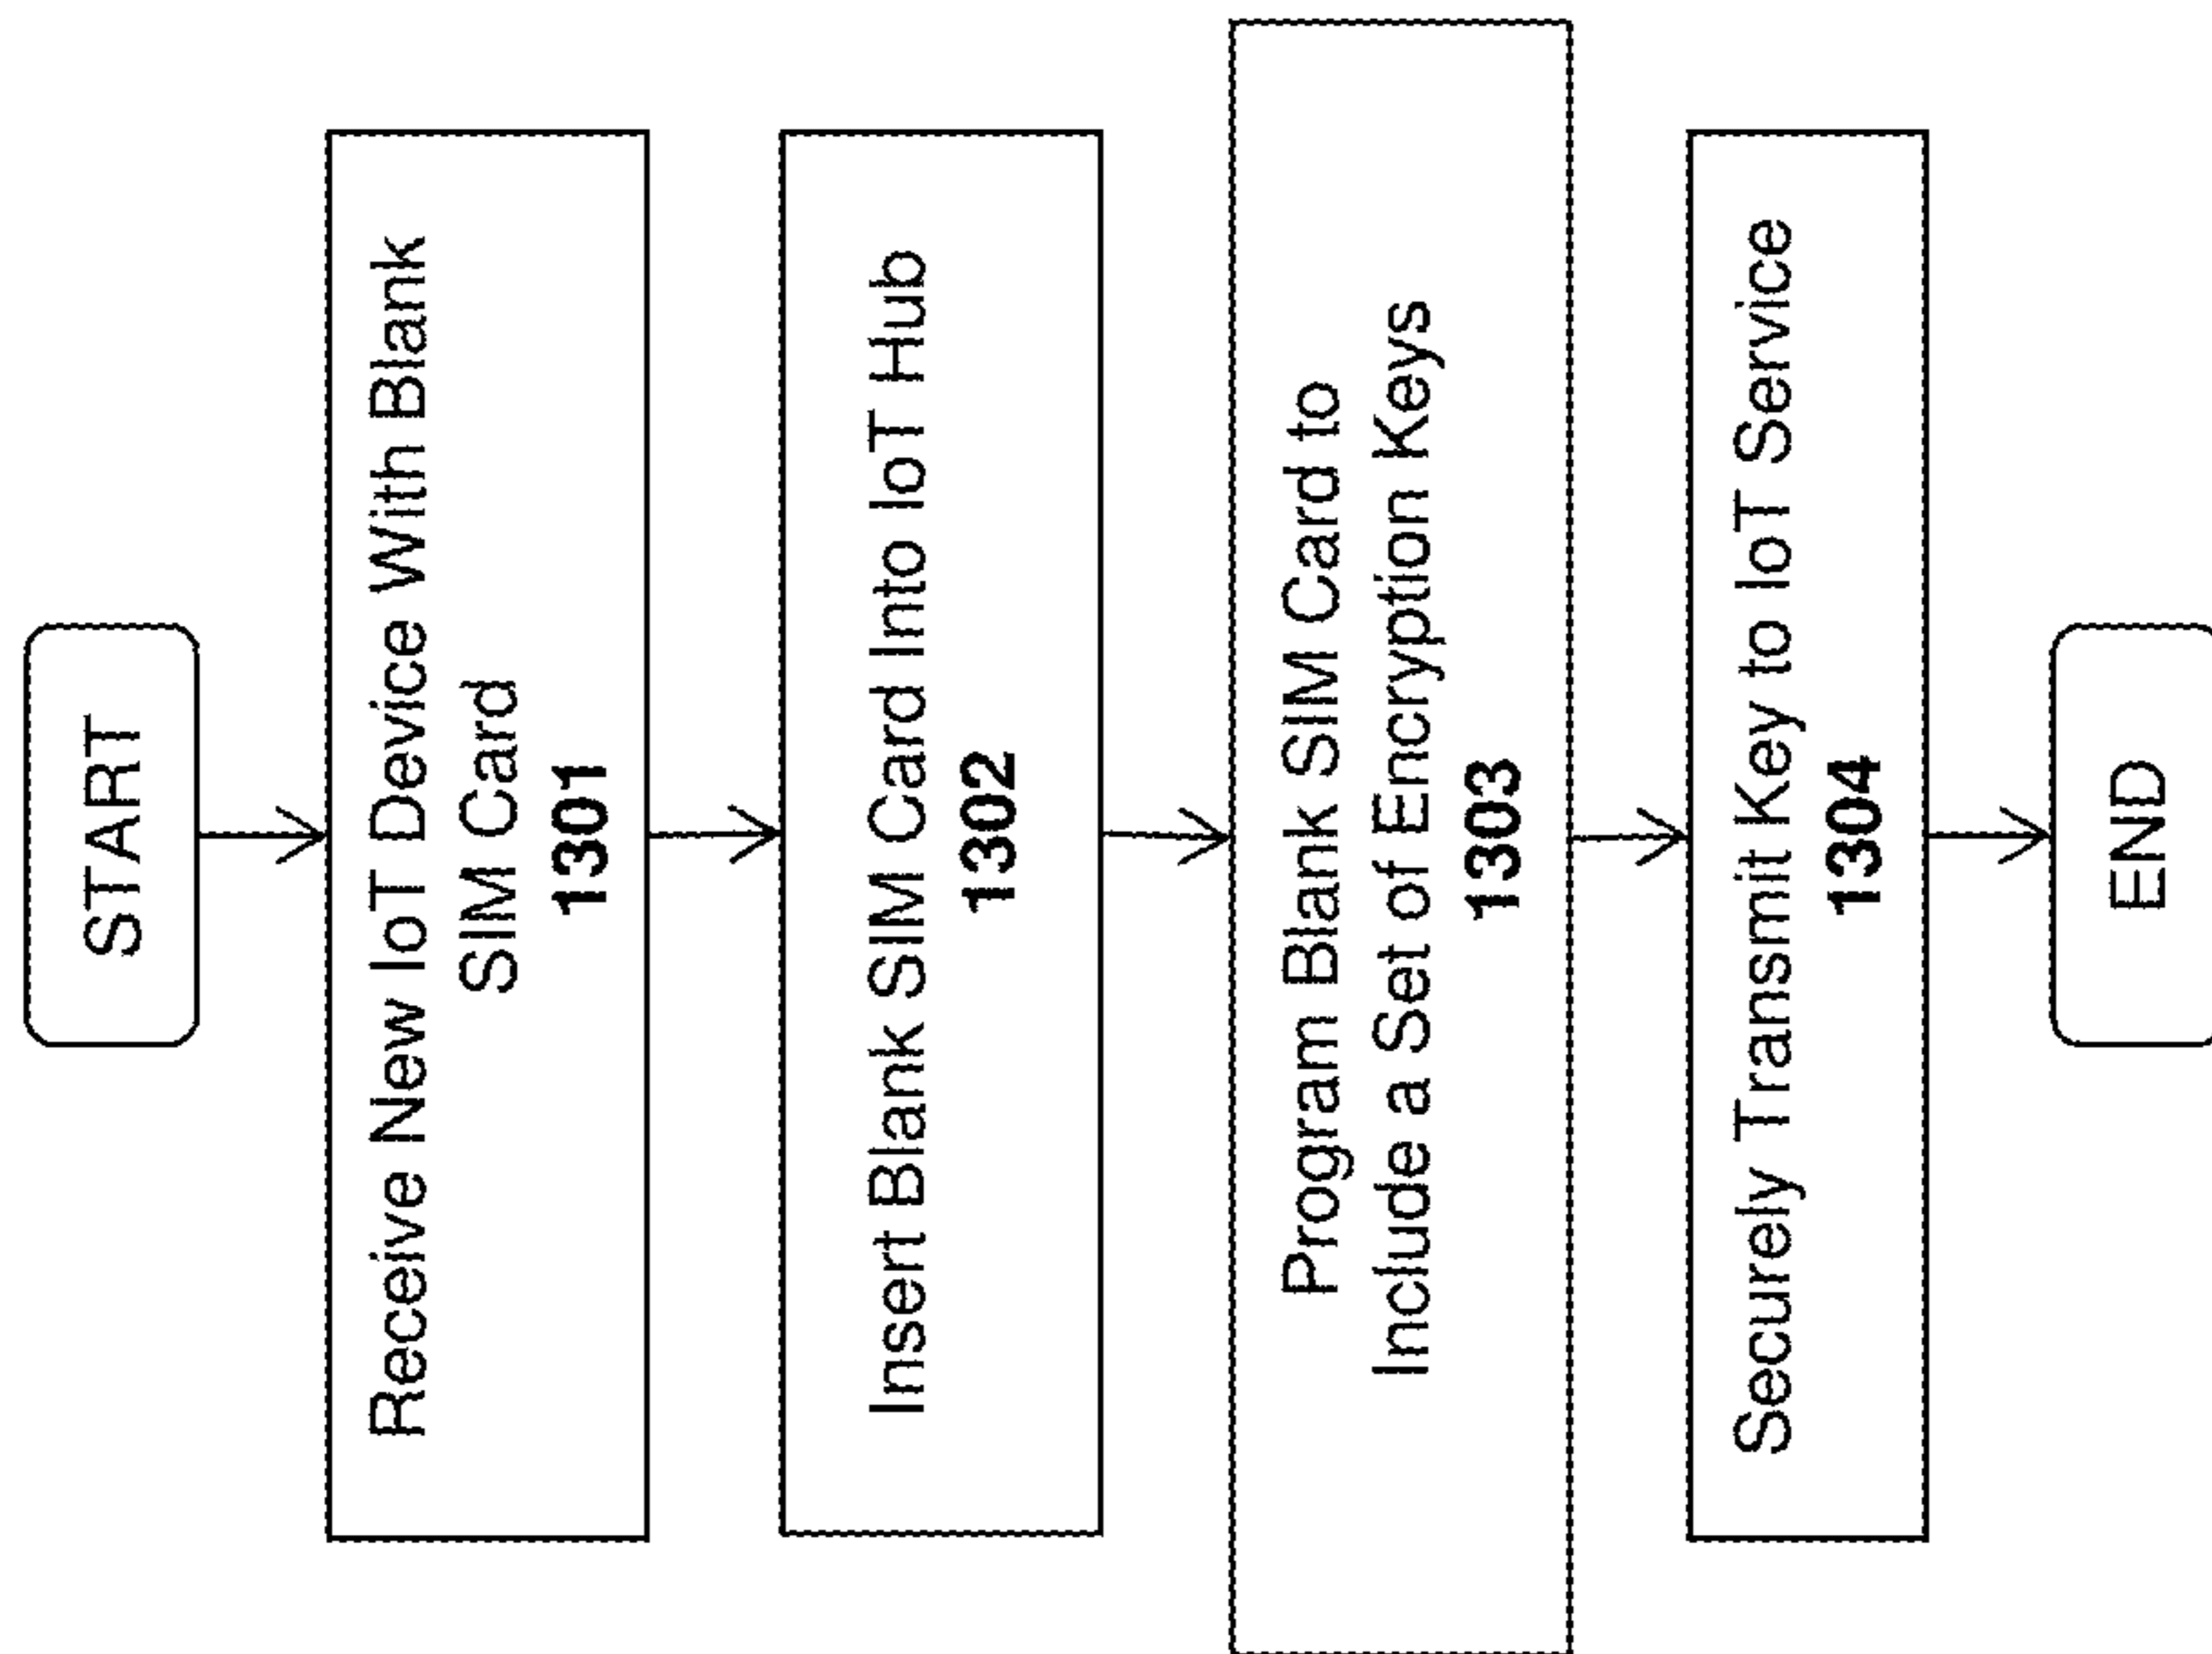 START
Receive New IoT Device With Blank
SIM Card
1301
Insert Blank SIM Card Into IoT Hub
1302
Program Blank SIM Card to
Include a Set of Encryption Keys
1303
Securely Transmit Key to IoT Service
1304
END